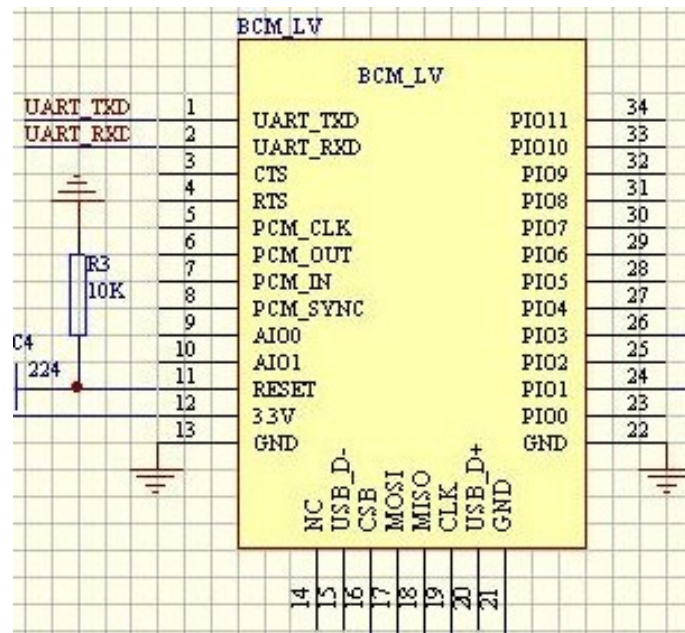 BCM_LV
BCM_LV
UART_TXD 1 UART_TXD PIO11 34
UART_RXD 2 UART_RXD PIO10 33
3 CTS PIO9 32
4 RTS PIO8 31
5 PCM_CLK PIO7 30
6 PCM_OUT PIO6 29
R3 7 PCM_IN PIO5 28
10K 8 PCM_SYNC PIO4 27
C4 9 AIO0 PIO3 26
224 10 AIO1 PIO2 25
11 RESET PIO1 24
12 3.3V PIO0 23
13 GND GND 22
NC USB_D- CSB MOSI MISO CLK USB_D+ GND
14 15 16 17 18 19 20 21